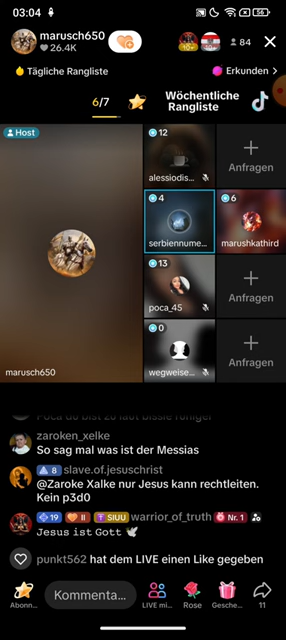 03:04
56
marusch650
26.4K
10+
10+
84
Tägliche Rangliste
Erkunden >
6/7
Wöchentliche
Rangliste
Host
12
alessiodis...
Anfragen
4
serbiennume...
6
marushkathird
13
poca_45
Anfragen
0
wegweise...
Anfragen
marusch650
zaroken_xelke
So sag mal was ist der Messias
8 slave.of.jesuschrist
@Zaroke Xalke nur Jesus kann rechtleiten.
Kein p3d0
19 II SIUU warrior_of_truth Nr. 1
Jesus ist Gott
punkt562 hat dem LIVE einen Like gegeben
Kommenta...
Abonn...
LIVE mi...
Rose
Gesche...
11